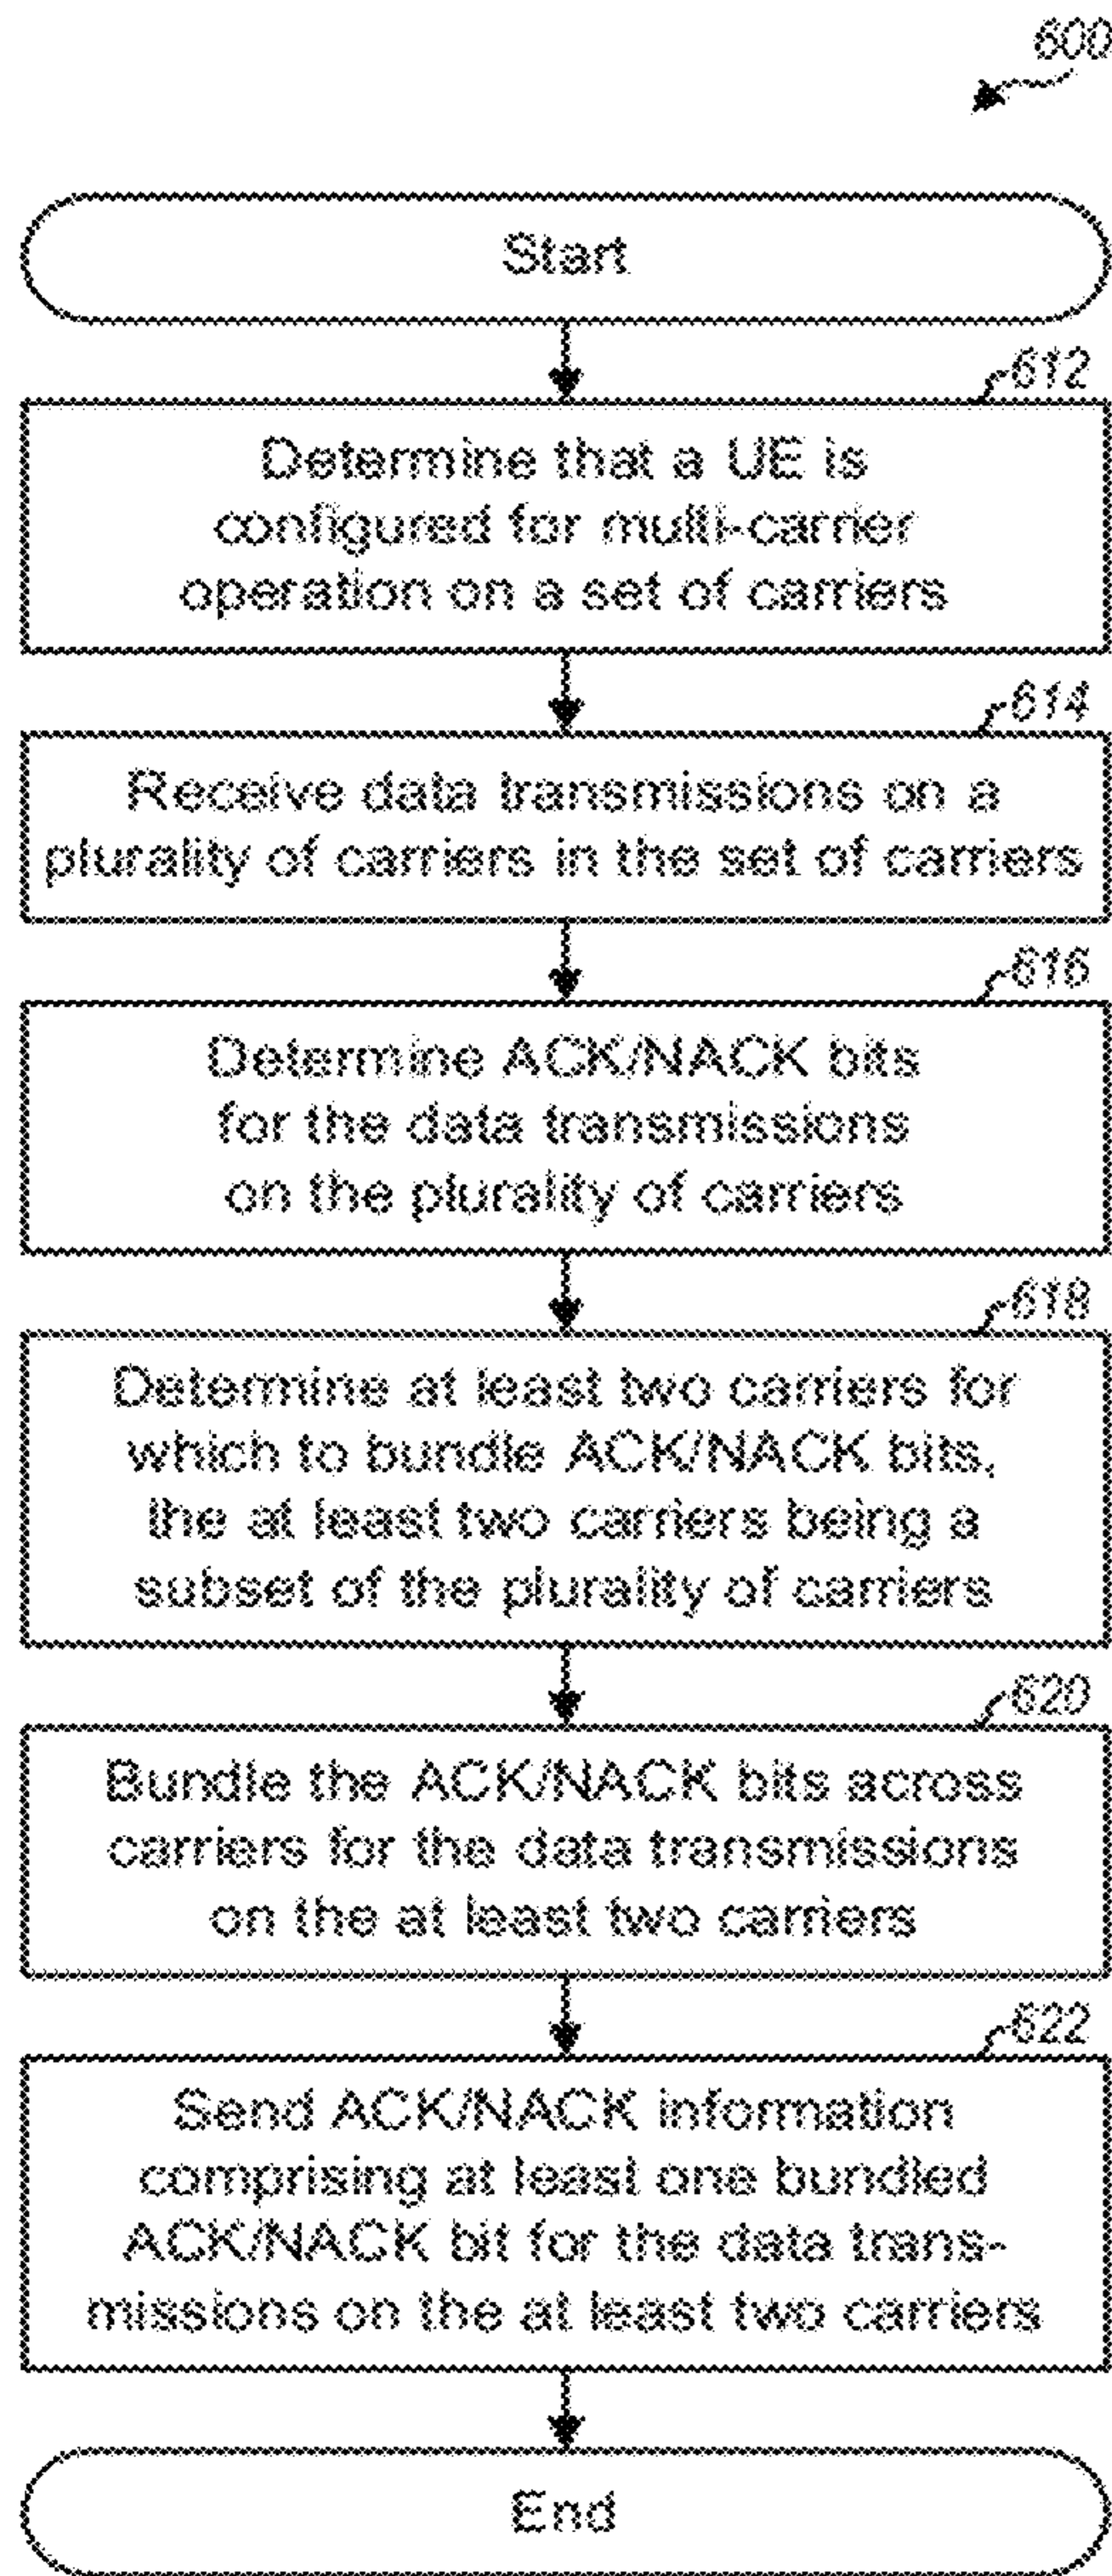 600
Start
612
Determine that a UE is
configured for multi-carrier
operation on a set of carriers
614
Receive data transmissions on a
plurality of carriers in the set of carriers
616
Determine ACK/NACK bits
for the data transmissions
on the plurality of carriers
618
Determine at least two carriers for
which to bundle ACK/NACK bits,
the at least two carriers being a
subset of the plurality of carriers
620
Bundle the ACK/NACK bits across
carriers for the data transmissions
on the at least two carriers
622
Send ACK/NACK information
comprising at least one bundled
ACK/NACK bit for the data trans-
missions on the at least two carriers
End